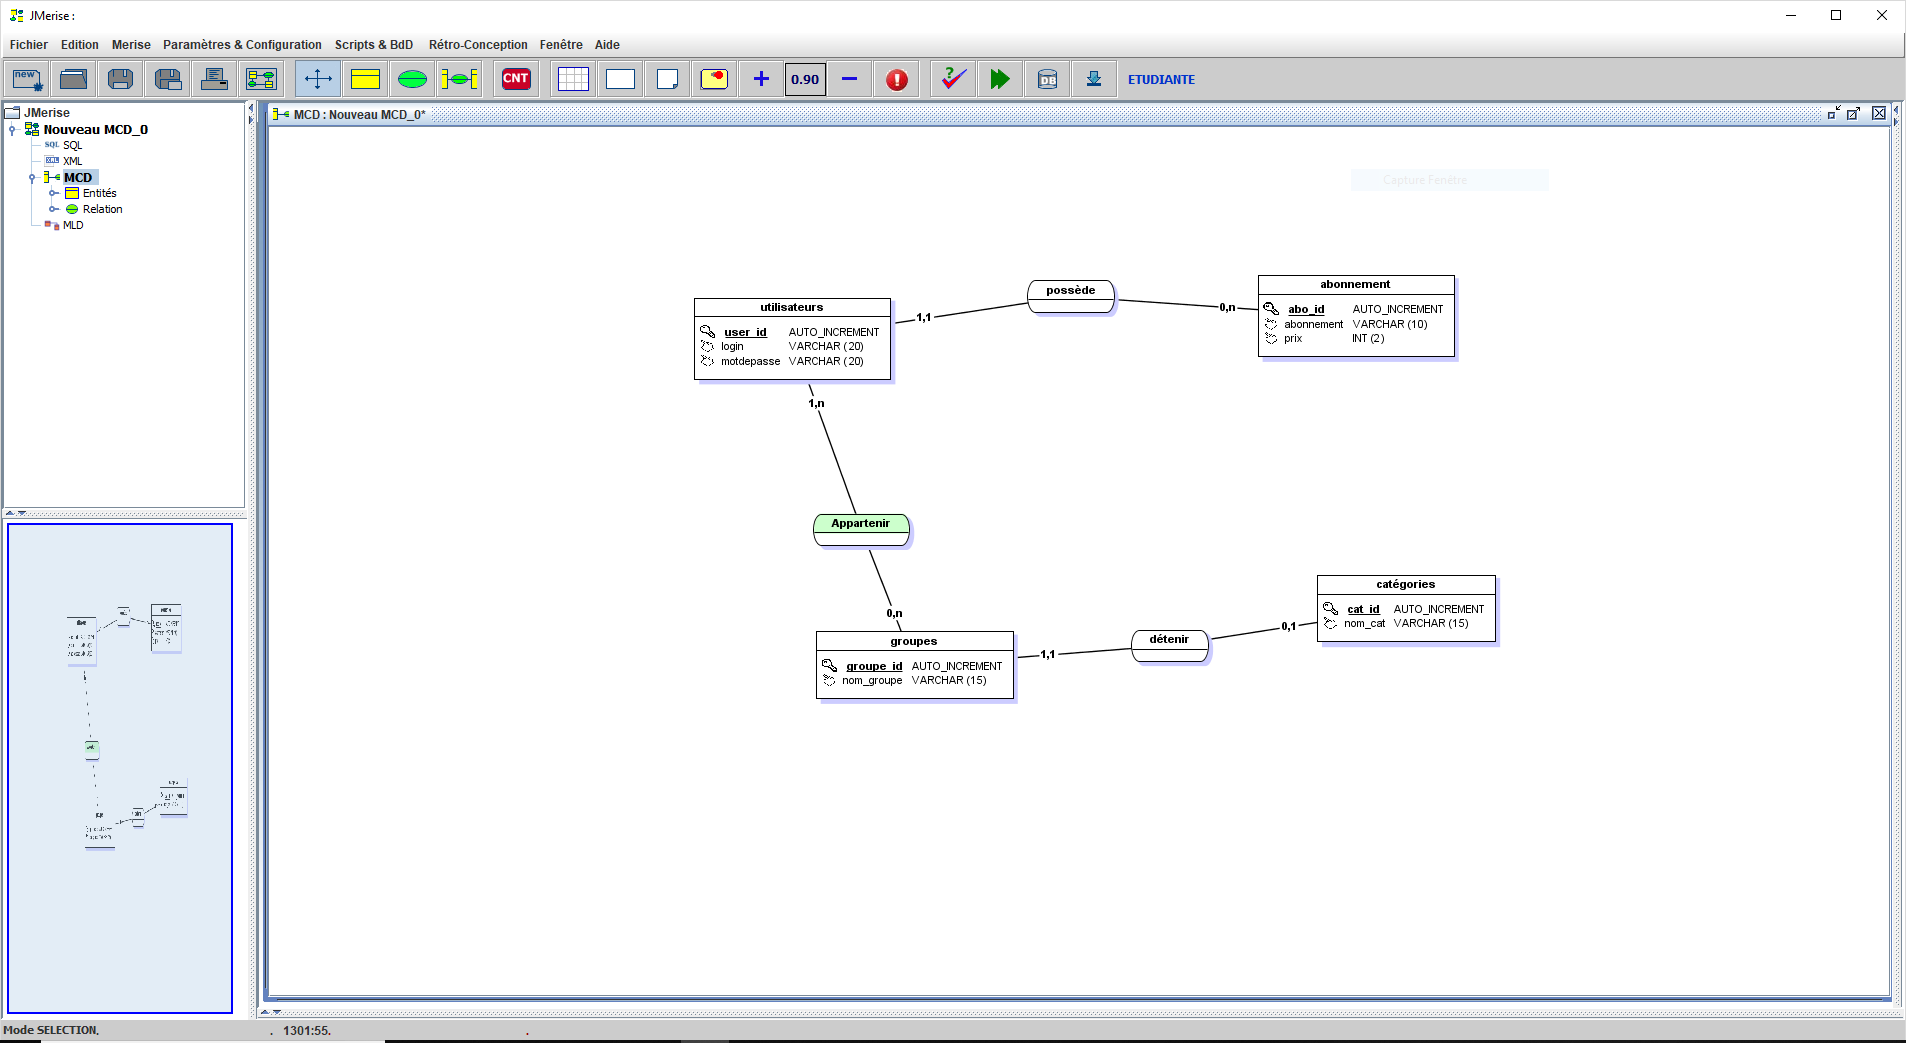 JMerise :
Fichier Edition Merise Paramètres & Configuration Scripts & BdD Rétro-Conception Fenêtre Aide
new CNT 0.90 DB ETUDIANTE
JMerise
Nouveau MCD_0
SQL SQL
XML XML
MCD
Entités
Relation
MLD
MCD : Nouveau MCD_0*
Capture Fenêtre
utilisateurs
user_id AUTO_INCREMENT
login VARCHAR (20)
motdepasse VARCHAR (20)
1,1
possède
0,n
abonnement
abo_id AUTO_INCREMENT
abonnement VARCHAR (10)
prix INT (2)
1,n
Appartenir
0,n
groupes
groupe_id AUTO_INCREMENT
nom_groupe VARCHAR (15)
1,1
détenir
0,1
catégories
cat_id AUTO_INCREMENT
nom_cat VARCHAR (15)
Mode SELECTION. . 1301:55. .